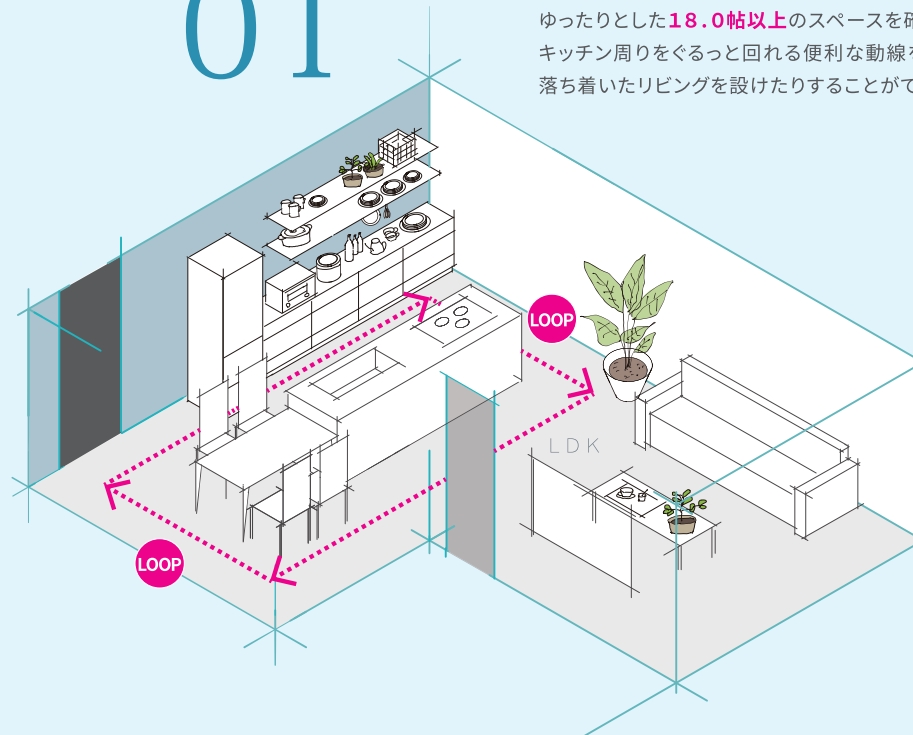 01
ゆったりとした18.0帖以上のスペースを
キッチン周りをぐるっと回れる便利な動線
落ち着いたリビングを設けたりすることが
LOOP
LDK
LOOP